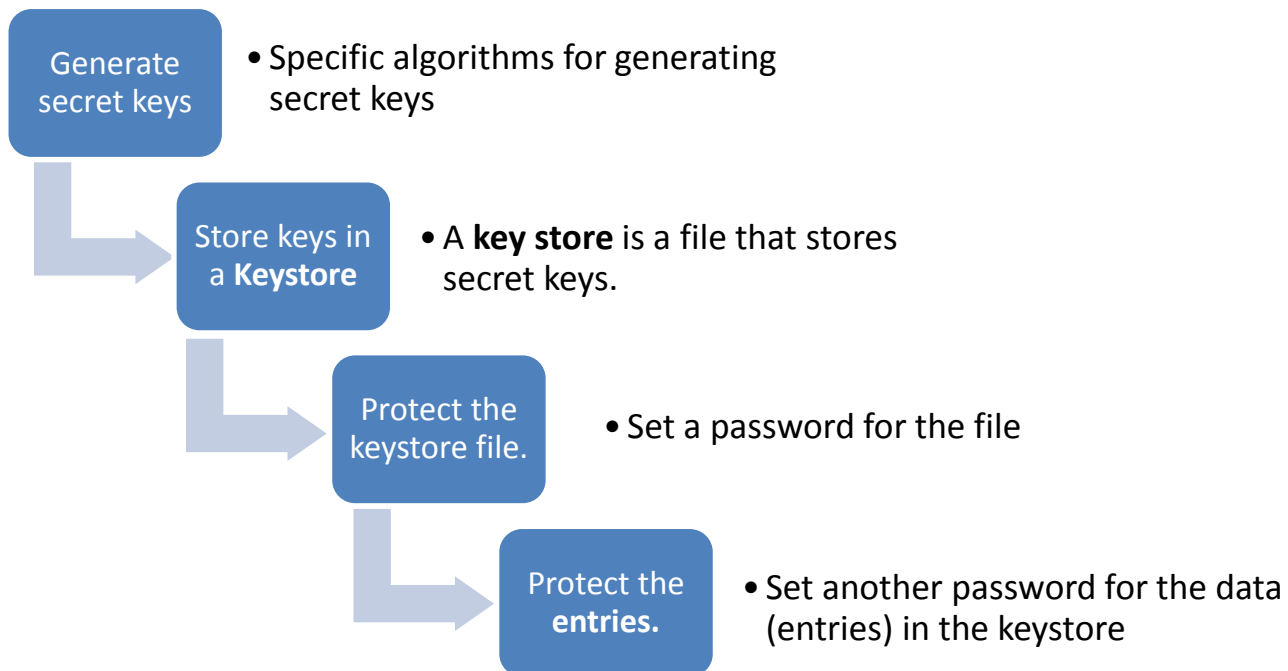 Generate
secret keys
• Specific algorithms for generating
secret keys
Store keys in
a Keystore
• A key store is a file that stores
secret keys.
Protect the
keystore file.
• Set a password for the file
Protect the
entries.
• Set another password for the data
(entries) in the keystore